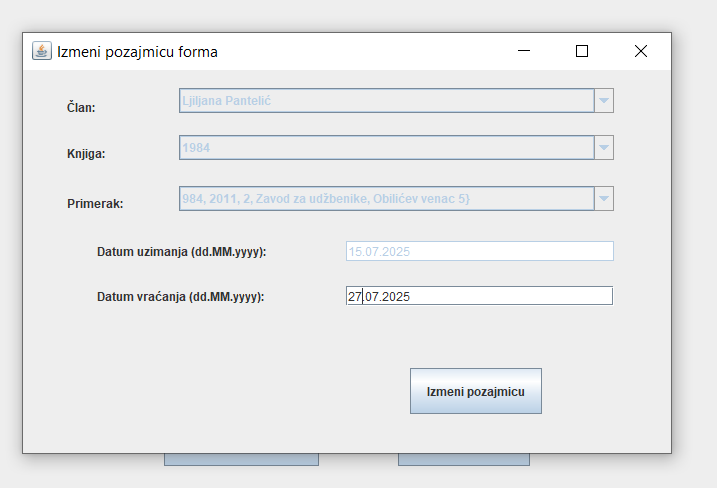 Izmeni pozajmicu forma
Član: Ljiljana Pantelić
Knjiga: 1984
Primerak: 984, 2011, 2, Zavod za udžbenike, Obilićev venac 5}
Datum uzimanja (dd.MM.yyyy): 15.07.2025
Datum vraćanja (dd.MM.yyyy): 27.07.2025
Izmeni pozajmicu